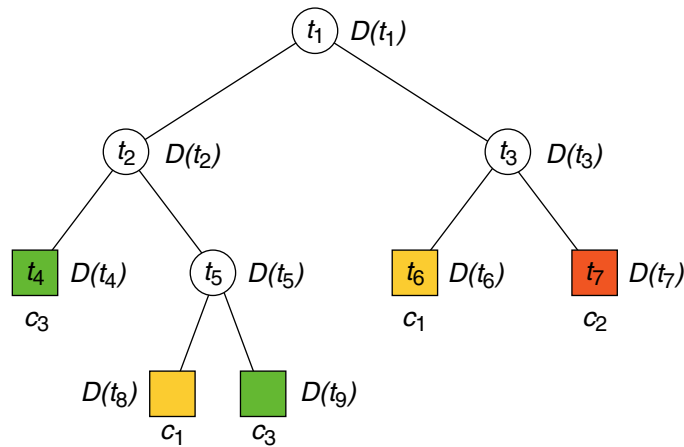 t₁ D(t₁)
t₂ D(t₂) t₃ D(t₃)
t₄ D(t₄) t₅ D(t₅) t₆ D(t₆) t₇ D(t₇)
c₃ c₁ c₂
D(t₈) D(t₉)
c₁ c₃